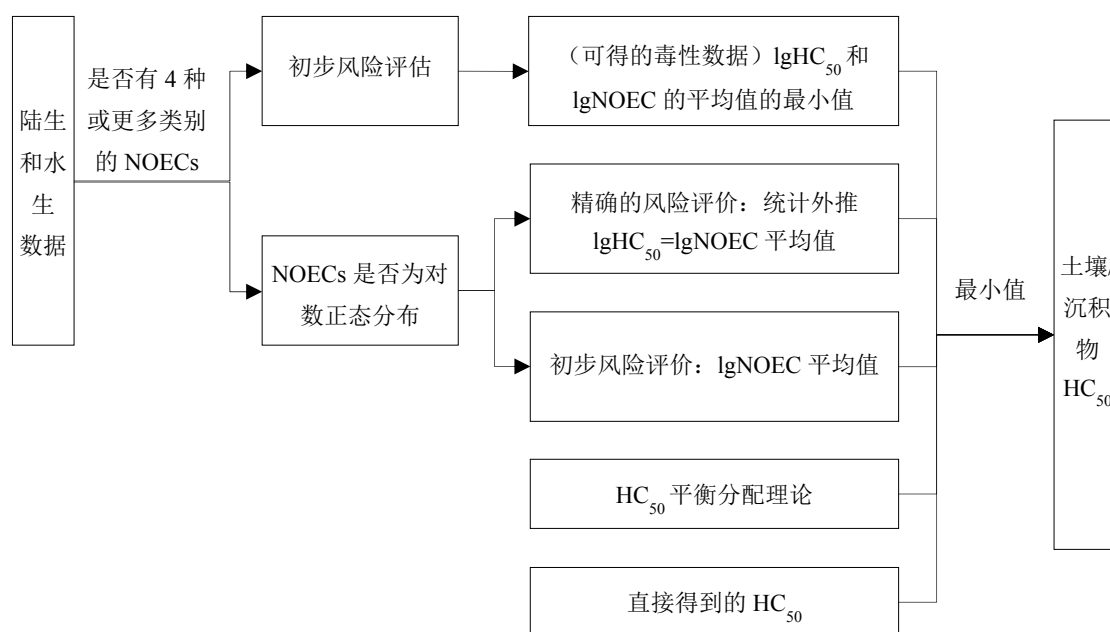 陆生
和水
生
数据
是否有 4 种
或更多类别
的 NOECs
初步风险评估
（可得的毒性数据）lgHC50 和
lgNOEC 的平均值的最小值
NOECs 是否为对
数正态分布
精确的风险评价：统计外推
lgHC50=lgNOEC 平均值
初步风险评价：lgNOEC 平均值
HC50 平衡分配理论
直接得到的 HC50
最小值
土壤/
沉积
物
HC50